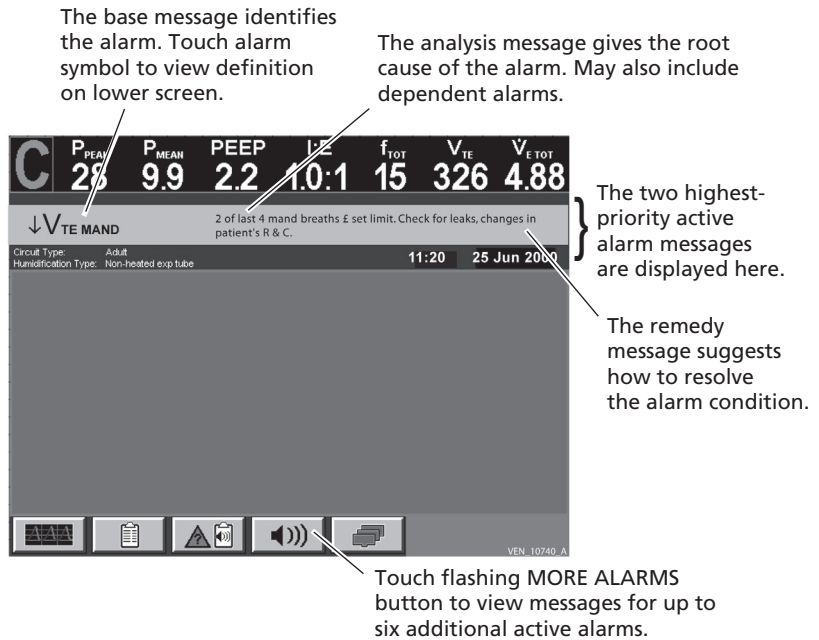 The base message identifies
the alarm. Touch alarm
symbol to view definition
on lower screen.
The analysis message gives the root
cause of the alarm. May also include
dependent alarms.
C PPEAK PMEAN PEEP I:E fTOT VTE V̇E TOT
28 9.9 2.2 1.0:1 15 326 4.88
↓VTE MAND
2 of last 4 mand breaths £ set limit. Check for leaks, changes in
patient's R & C.
The two highest-
priority active
alarm messages
are displayed here.
Circuit Type: Adult
Humidification Type: Non-heated exp tube
11:20 25 Jun 2000
The remedy
message suggests
how to resolve
the alarm condition.
VEN_10740_A
Touch flashing MORE ALARMS
button to view messages for up to
six additional active alarms.